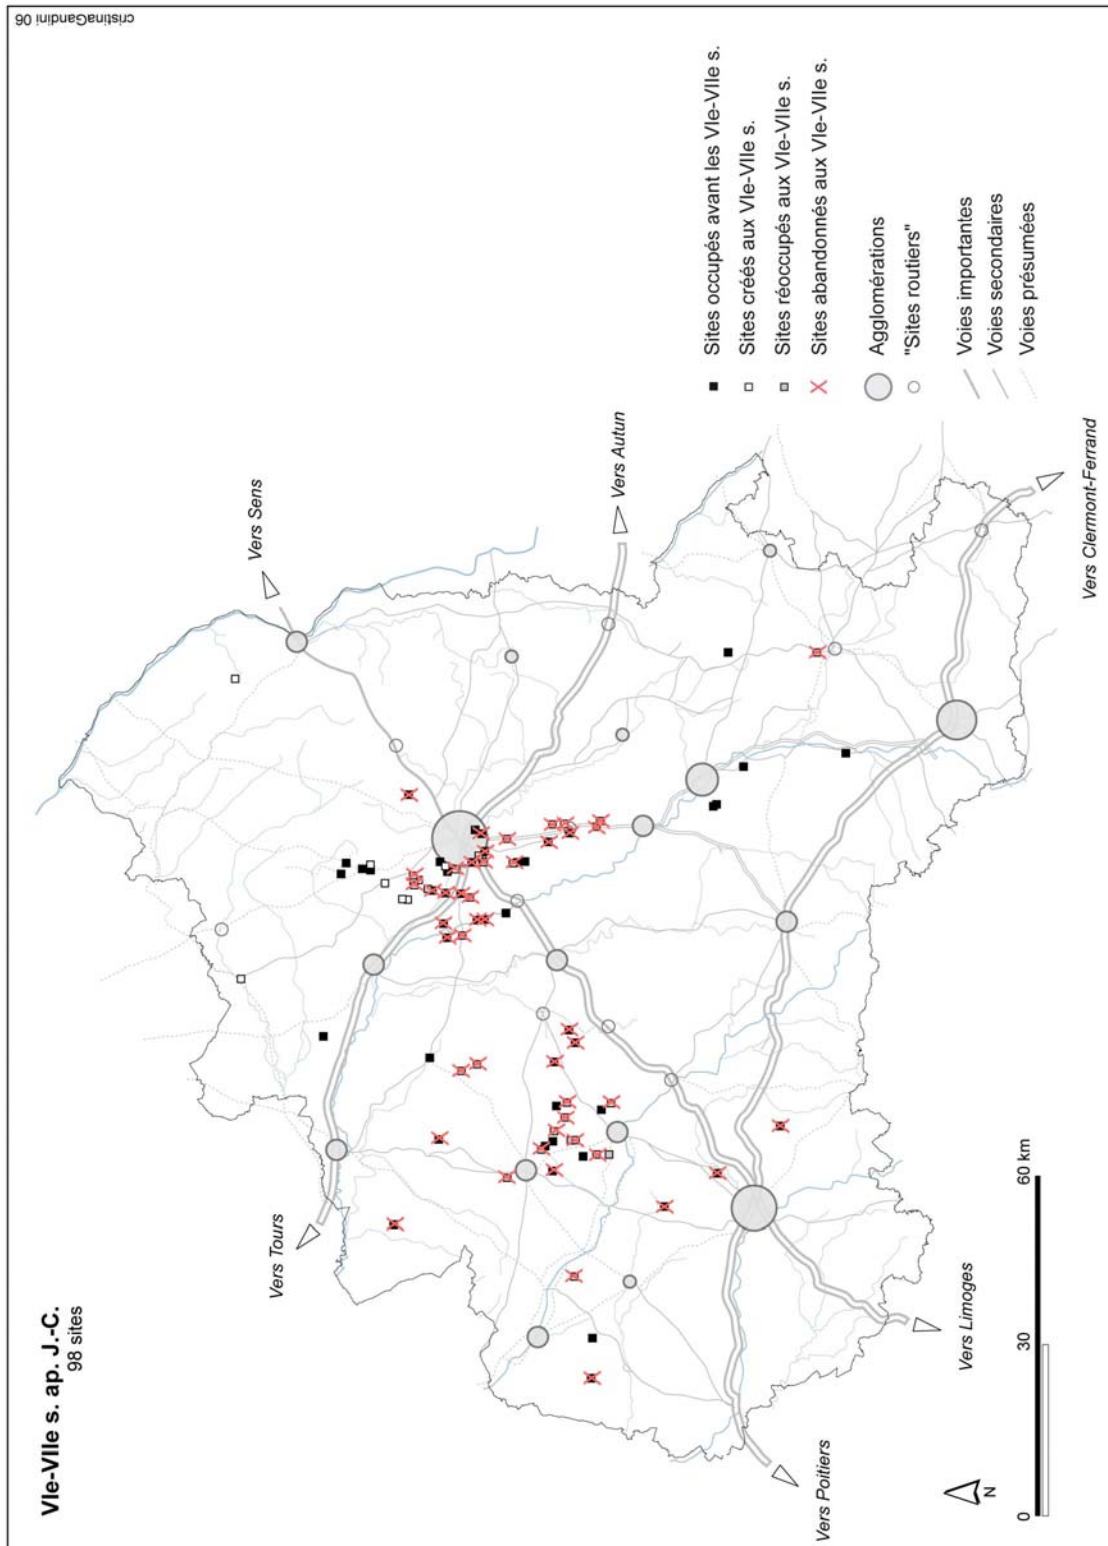 VIe-VIIe s. ap. J.-C.
98 sites
cristinaGandini 06
Vers Sens
Vers Autun
Vers Tours
Vers Clermont-Ferrand
Vers Limoges
Vers Poitiers
Sites occupés avant les VIe-VIIe s.
Sites créés aux VIe-VIIe s.
Sites réoccupés aux VIe-VIIe s.
Sites abandonnés aux VIe-VIIe s.
Agglomérations
"Sites routiers"
Voies importantes
Voies secondaires
Voies présumées
N
0 30 60 km